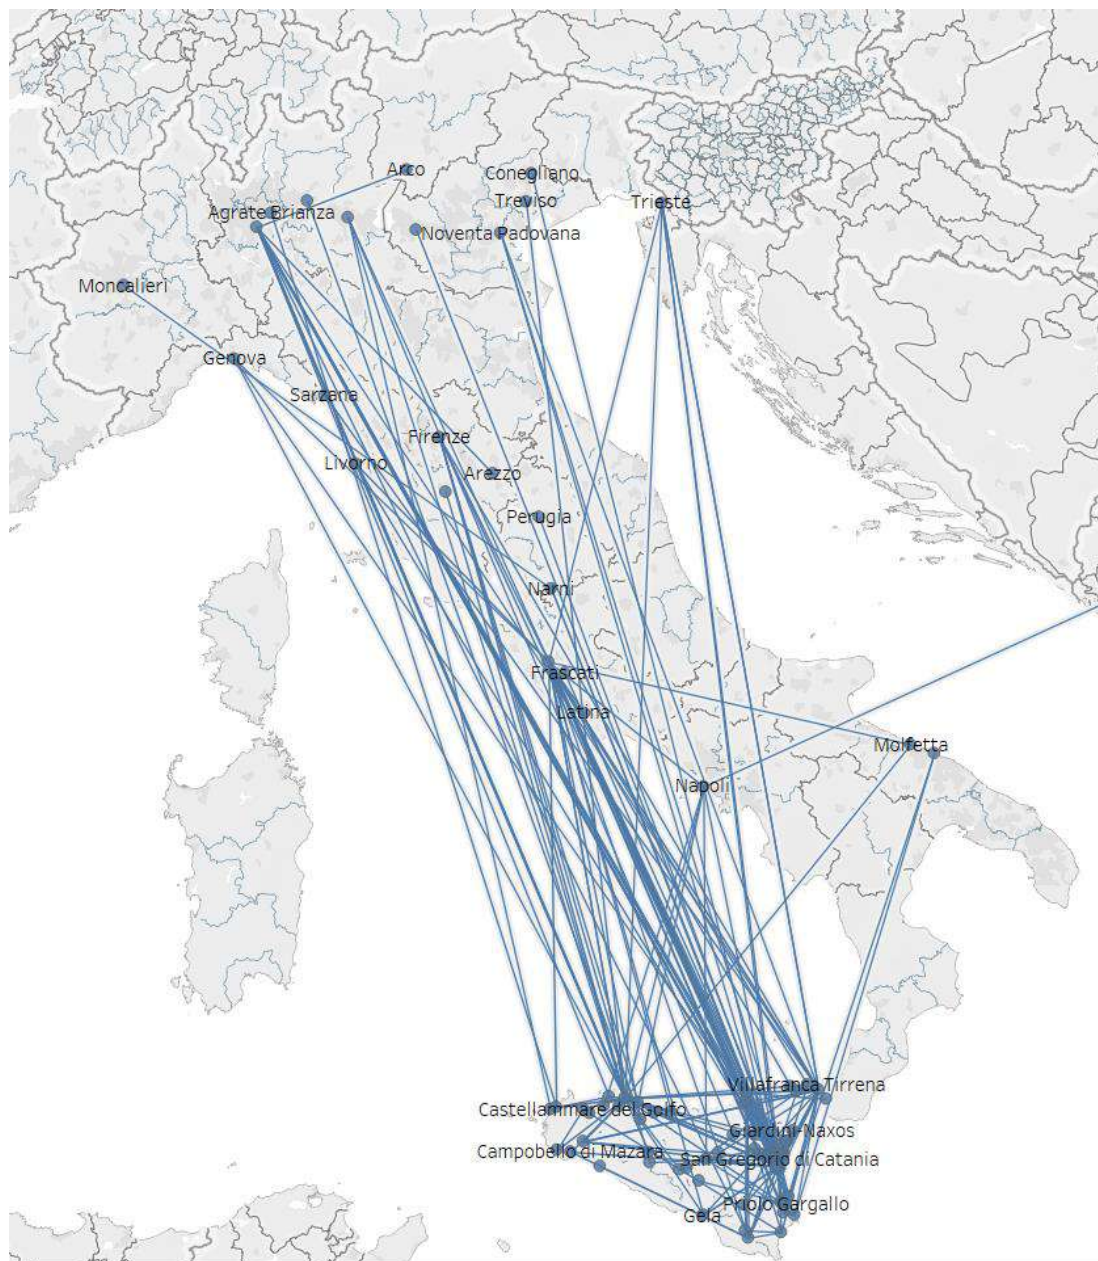 Arco
Conegliano
Treviso
Trieste
Agrate Brianza
Noventa Padovana
Moncalieri
Genova
Sarzana
Firenze
Livorno
Arezzo
Perugia
Narni
Frascati
Latina
Molfetta
Napoli
Villafranca Tirrena
Castellammare del Golfo
Giardini-Naxos
Campobello di Mazara
San Gregorio di Catania
Priolo Gargallo
Gela